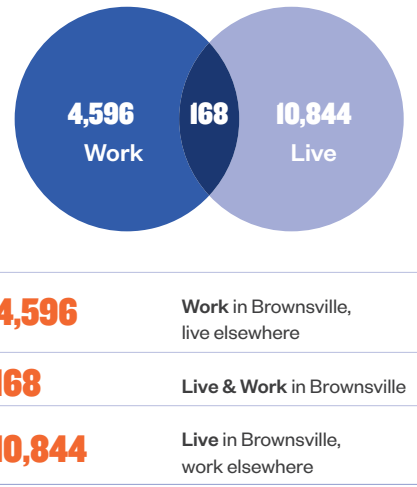 4,596
168
10,844
Work
Live
4,596
Work in Brownsville,
live elsewhere
168
Live & Work in Brownsville
10,844
Live in Brownsville,
work elsewhere